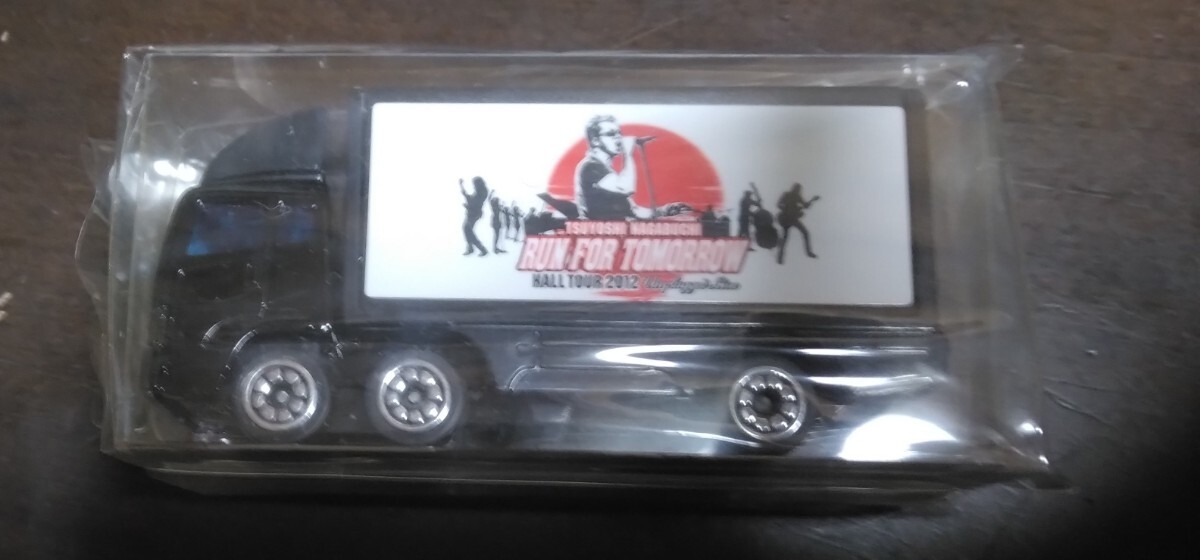 TSUYOSHI NAGABUCHI
RUN FOR TOMORROW
HALL TOUR 2012